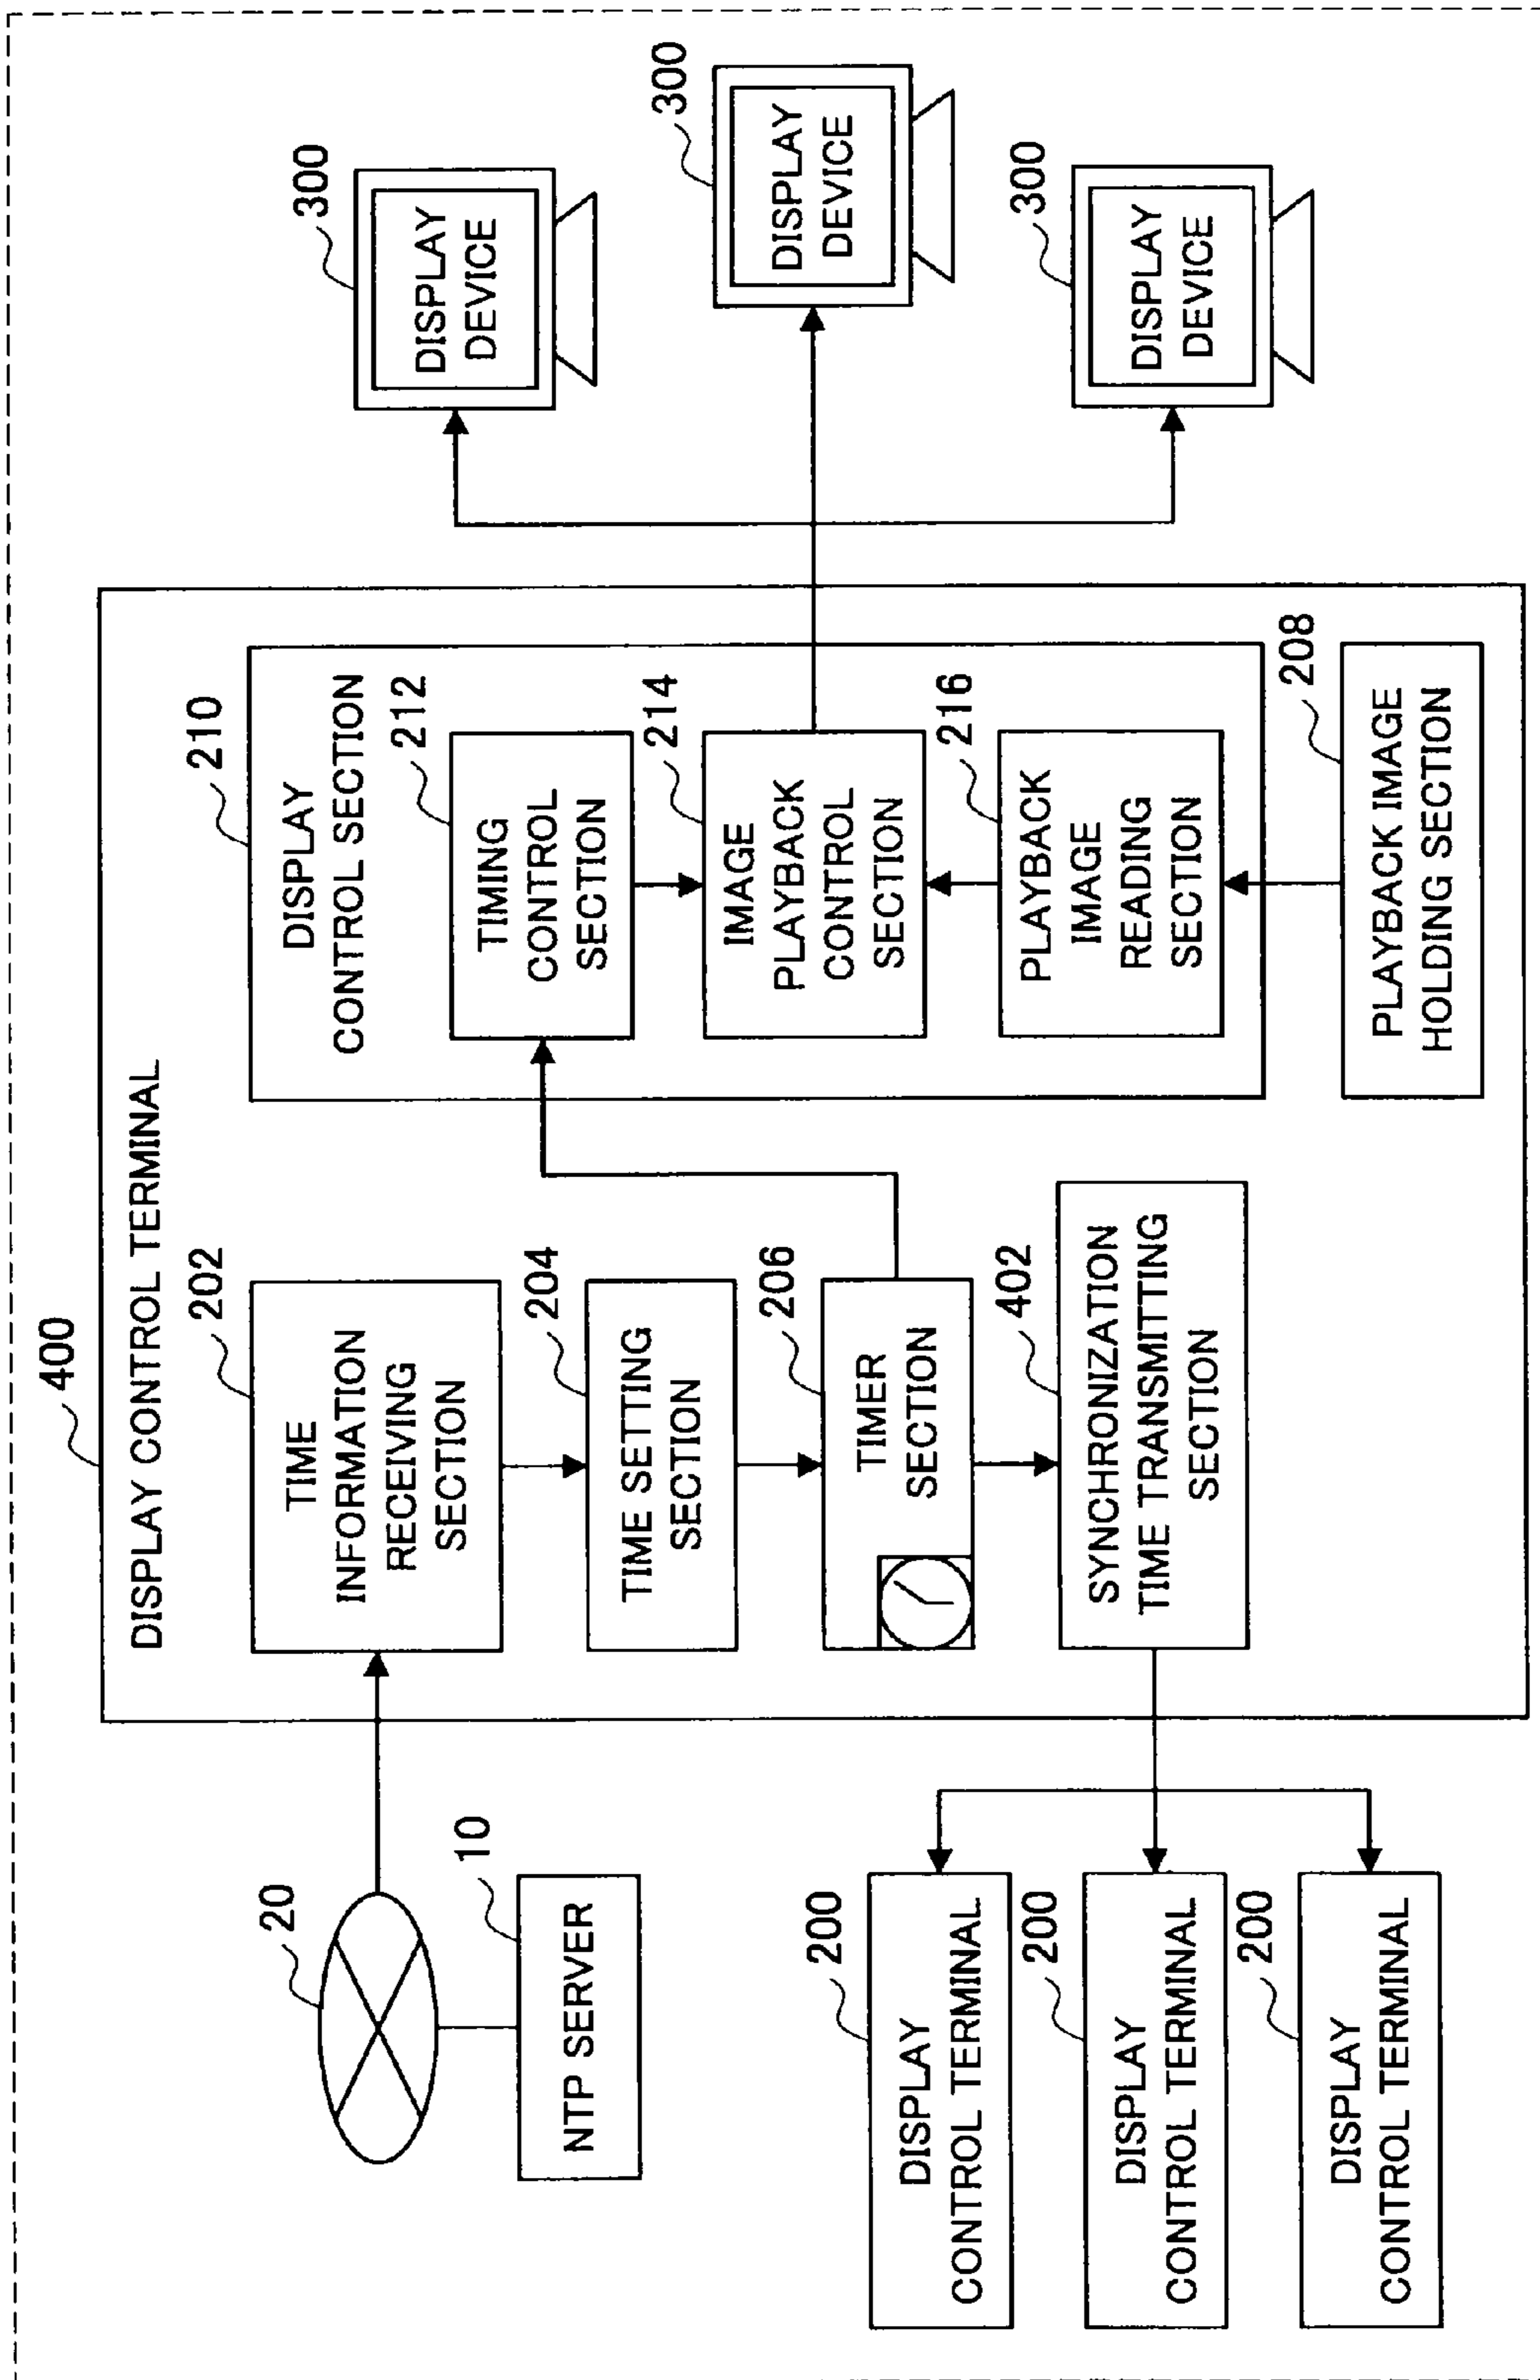 400
DISPLAY CONTROL TERMINAL
20
10
NTP SERVER
202
TIME
INFORMATION
RECEIVING
SECTION
204
TIME SETTING
SECTION
206
TIMER
SECTION
402
SYNCHRONIZATION
TIME TRANSMITTING
SECTION
200
DISPLAY
CONTROL TERMINAL
200
DISPLAY
CONTROL TERMINAL
200
DISPLAY
CONTROL TERMINAL
210
DISPLAY
CONTROL SECTION
212
TIMING
CONTROL
SECTION
214
IMAGE
PLAYBACK
CONTROL
SECTION
216
PLAYBACK
IMAGE
READING
SECTION
208
PLAYBACK IMAGE
HOLDING SECTION
300
DISPLAY
DEVICE
300
DISPLAY
DEVICE
300
DISPLAY
DEVICE